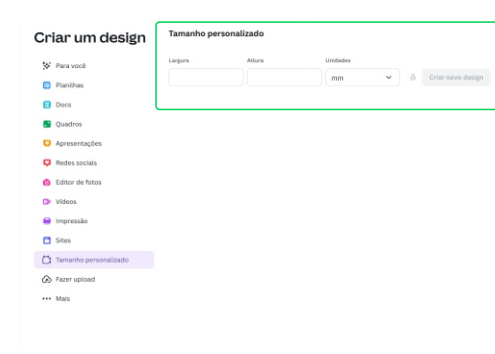 Criar um design
Para você
Planilhas
Docs
Quadros
Apresentações
Redes sociais
Editor de fotos
Vídeos
Impressão
Sites
Tamanho personalizado
Fazer upload
Mais
Tamanho personalizado
Largura Altura Unidades
mm Criar novo design